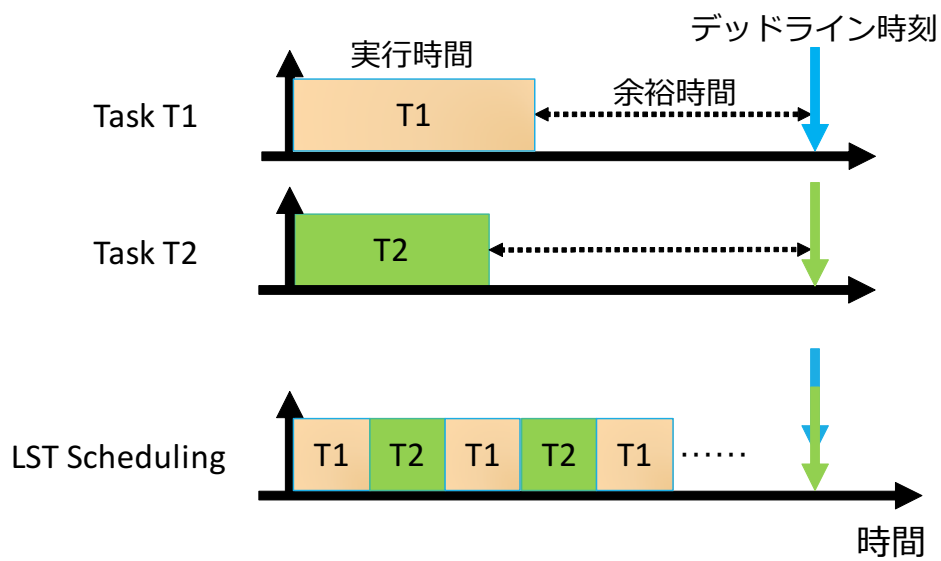 デッドライン時刻
実行時間
余裕時間
Task T1
T1
Task T2
T2
LST Scheduling
T1 T2 T1 T2 T1 ......
時間